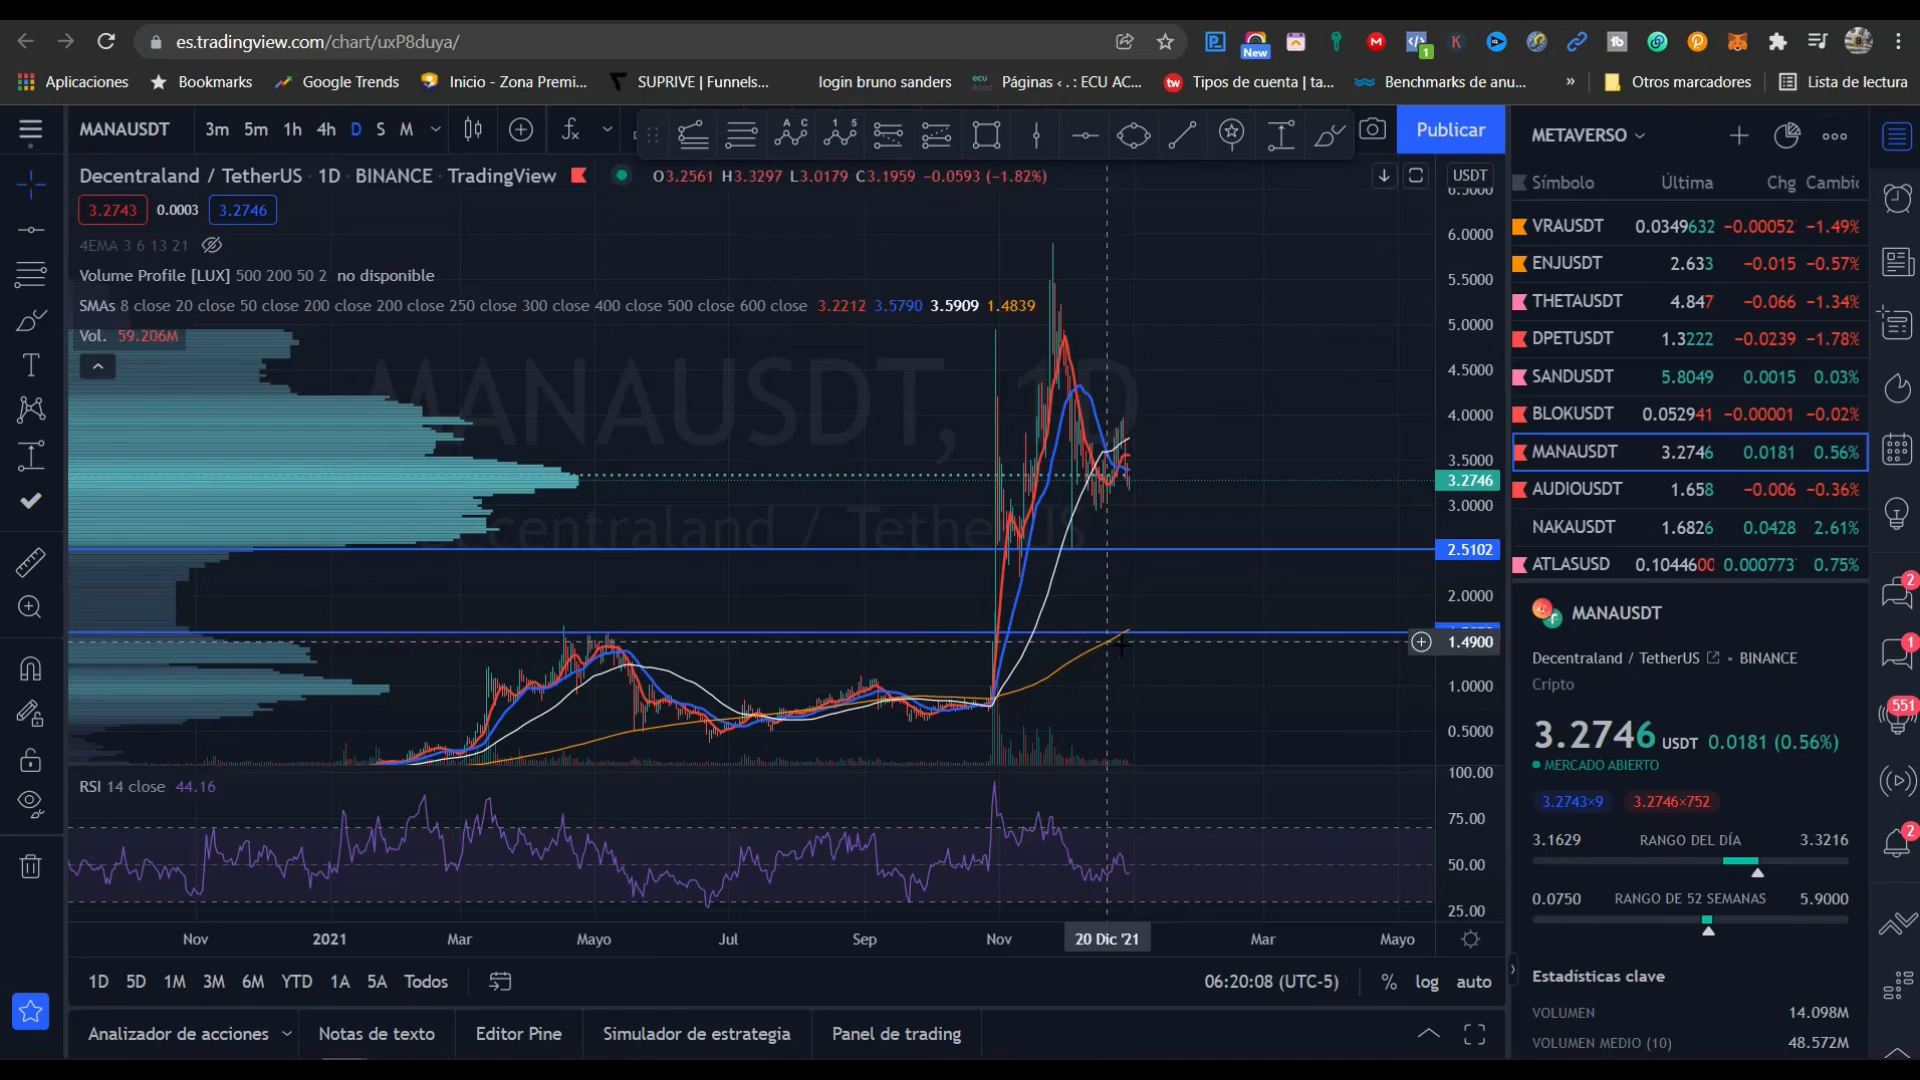 es.tradingview.com/chart/uxP8duya/
New
1
Aplicaciones
Bookmarks
Google Trends
Inicio - Zona Premi...
SUPRIVE | Funnels...
login bruno sanders
Páginas ‹ . : ECU AC...
Tipos de cuenta | ta...
Benchmarks de anu...
»
Otros marcadores
Lista de lectura
MANAUSDT 3m 5m 1h 4h D S M
Publicar
METAVERSO
Decentraland / TetherUS · 1D · BINANCE · TradingView
O3.2561 H3.3297 L3.0179 C3.1959 −0.0593 (−1.82%)
USDT
3.2743 0.0003 3.2746
4EMA 3 6 13 21
Volume Profile [LUX] 500 200 50 2 no disponible
SMAs 8 close 20 close 50 close 200 close 200 close 250 close 300 close 400 close 500 close 600 close 3.2212 3.5790 3.5909 1.4839
Vol. 59.206M
MANAUSDT, 1D
Decentraland / TetherUS
6.5000
6.0000
5.5000
5.0000
4.5000
4.0000
3.5000
3.2746
3.0000
2.5102
2.0000
1.4900
1.0000
0.5000
RSI 14 close 44.16
100.00
75.00
50.00
25.00
Nov 2021 Mar Mayo Jul Sep Nov 20 Dic '21 Mar Mayo
1D 5D 1M 3M 6M YTD 1A 5A Todos
06:20:08 (UTC-5) % log auto
Analizador de acciones Notas de texto Editor Pine Simulador de estrategia Panel de trading
Símbolo Última Chg Cambio
VRAUSDT 0.0349632 −0.00052 −1.49%
ENJUSDT 2.633 −0.015 −0.57%
THETAUSDT 4.847 −0.066 −1.34%
DPETUSDT 1.3222 −0.0239 −1.78%
SANDUSDT 5.8049 0.0015 0.03%
BLOKUSDT 0.052941 −0.00001 −0.02%
MANAUSDT 3.2746 0.0181 0.56%
AUDIOUSDT 1.658 −0.006 −0.36%
NAKAUSDT 1.6826 0.0428 2.61%
ATLASUSD 0.1044600 0.000773 0.75%
MANAUSDT
Decentraland / TetherUS · BINANCE
Cripto
3.2746 USDT 0.0181 (0.56%)
MERCADO ABIERTO
3.2743×9 3.2746×752
3.1629 RANGO DEL DÍA 3.3216
0.0750 RANGO DE 52 SEMANAS 5.9000
Estadísticas clave
VOLUMEN 14.098M
VOLUMEN MEDIO (10) 48.572M
2
1
551
2